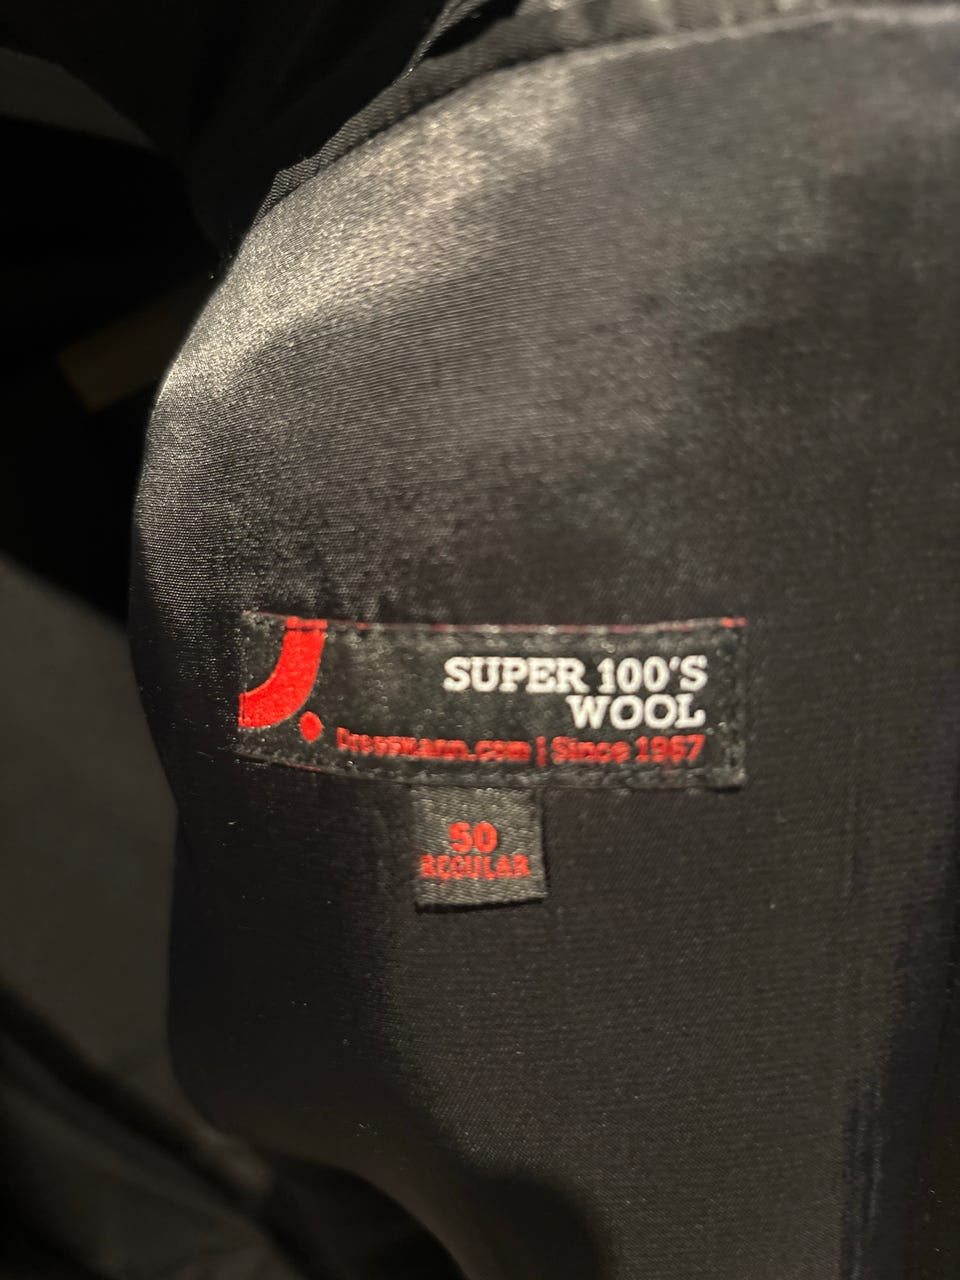 SUPER 100'S
WOOL
Dressmann.com | Since 1967
50
REGULAR